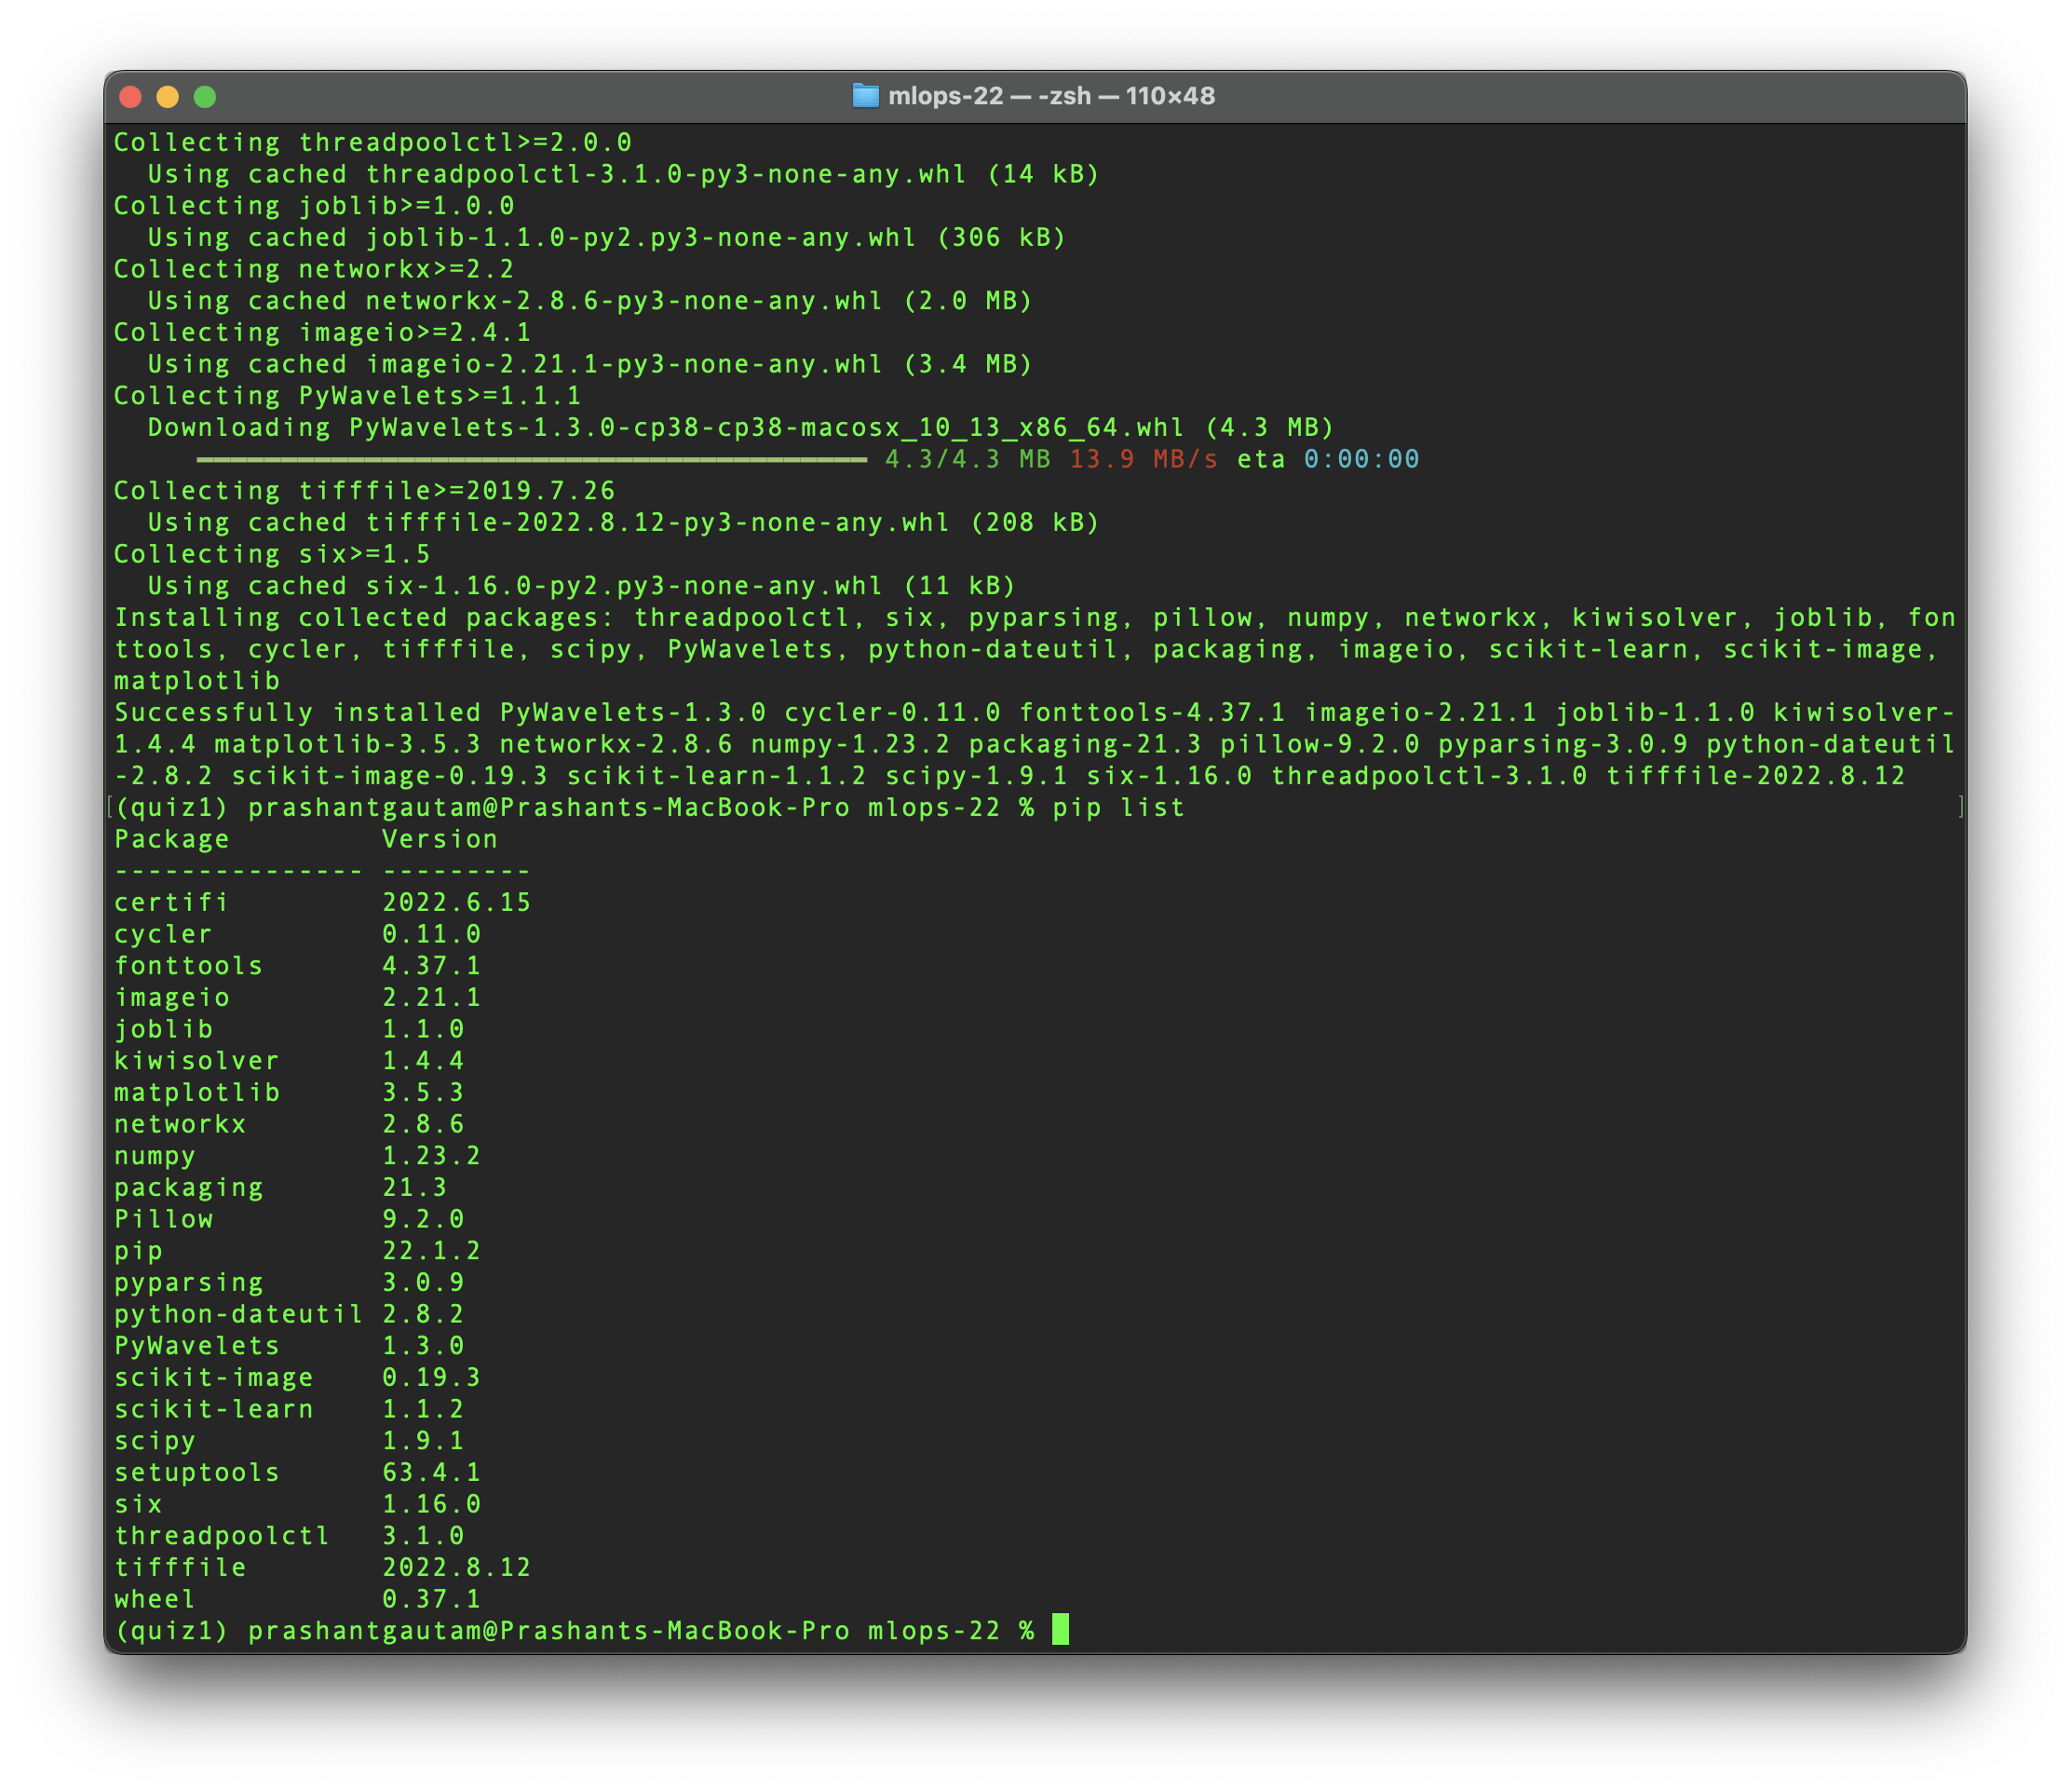 mlops-22 — -zsh — 110×48
Collecting threadpoolctl>=2.0.0
  Using cached threadpoolctl-3.1.0-py3-none-any.whl (14 kB)
Collecting joblib>=1.0.0
  Using cached joblib-1.1.0-py2.py3-none-any.whl (306 kB)
Collecting networkx>=2.2
  Using cached networkx-2.8.6-py3-none-any.whl (2.0 MB)
Collecting imageio>=2.4.1
  Using cached imageio-2.21.1-py3-none-any.whl (3.4 MB)
Collecting PyWavelets>=1.1.1
  Downloading PyWavelets-1.3.0-cp38-cp38-macosx_10_13_x86_64.whl (4.3 MB)
4.3/4.3 MB 13.9 MB/s eta 0:00:00
Collecting tifffile>=2019.7.26
  Using cached tifffile-2022.8.12-py3-none-any.whl (208 kB)
Collecting six>=1.5
  Using cached six-1.16.0-py2.py3-none-any.whl (11 kB)
Installing collected packages: threadpoolctl, six, pyparsing, pillow, numpy, networkx, kiwisolver, joblib, fon
ttools, cycler, tifffile, scipy, PyWavelets, python-dateutil, packaging, imageio, scikit-learn, scikit-image,
matplotlib
Successfully installed PyWavelets-1.3.0 cycler-0.11.0 fonttools-4.37.1 imageio-2.21.1 joblib-1.1.0 kiwisolver-
1.4.4 matplotlib-3.5.3 networkx-2.8.6 numpy-1.23.2 packaging-21.3 pillow-9.2.0 pyparsing-3.0.9 python-dateutil
-2.8.2 scikit-image-0.19.3 scikit-learn-1.1.2 scipy-1.9.1 six-1.16.0 threadpoolctl-3.1.0 tifffile-2022.8.12
[(quiz1) prashantgautam@Prashants-MacBook-Pro mlops-22 % pip list ]
Package         Version
--------------- ---------
certifi         2022.6.15
cycler          0.11.0
fonttools       4.37.1
imageio         2.21.1
joblib          1.1.0
kiwisolver      1.4.4
matplotlib      3.5.3
networkx        2.8.6
numpy           1.23.2
packaging       21.3
Pillow          9.2.0
pip             22.1.2
pyparsing       3.0.9
python-dateutil 2.8.2
PyWavelets      1.3.0
scikit-image    0.19.3
scikit-learn    1.1.2
scipy           1.9.1
setuptools      63.4.1
six             1.16.0
threadpoolctl   3.1.0
tifffile        2022.8.12
wheel           0.37.1
(quiz1) prashantgautam@Prashants-MacBook-Pro mlops-22 %